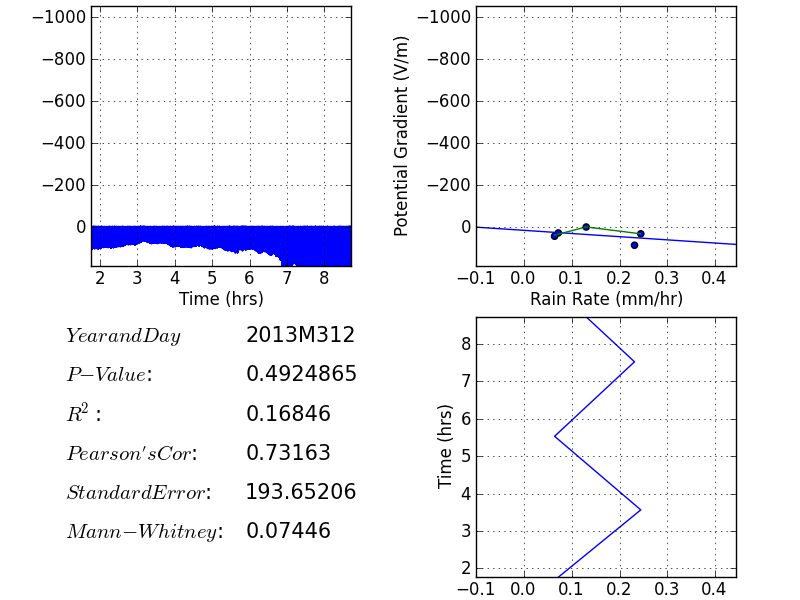 −1000
−800
−600
−400
−200
0
2 3 4 5 6 7 8
Time (hrs)
Potential Gradient (V/m)
−1000
−800
−600
−400
−200
0
−0.1 0.0 0.1 0.2 0.3 0.4
Rain Rate (mm/hr)
YearandDay 2013M312
P−Value: 0.4924865
R²: 0.16846
Pearson'sCor: 0.73163
StandardError: 193.65206
Mann−Whitney: 0.07446
Time (hrs)
8
7
6
5
4
3
2
−0.1 0.0 0.1 0.2 0.3 0.4